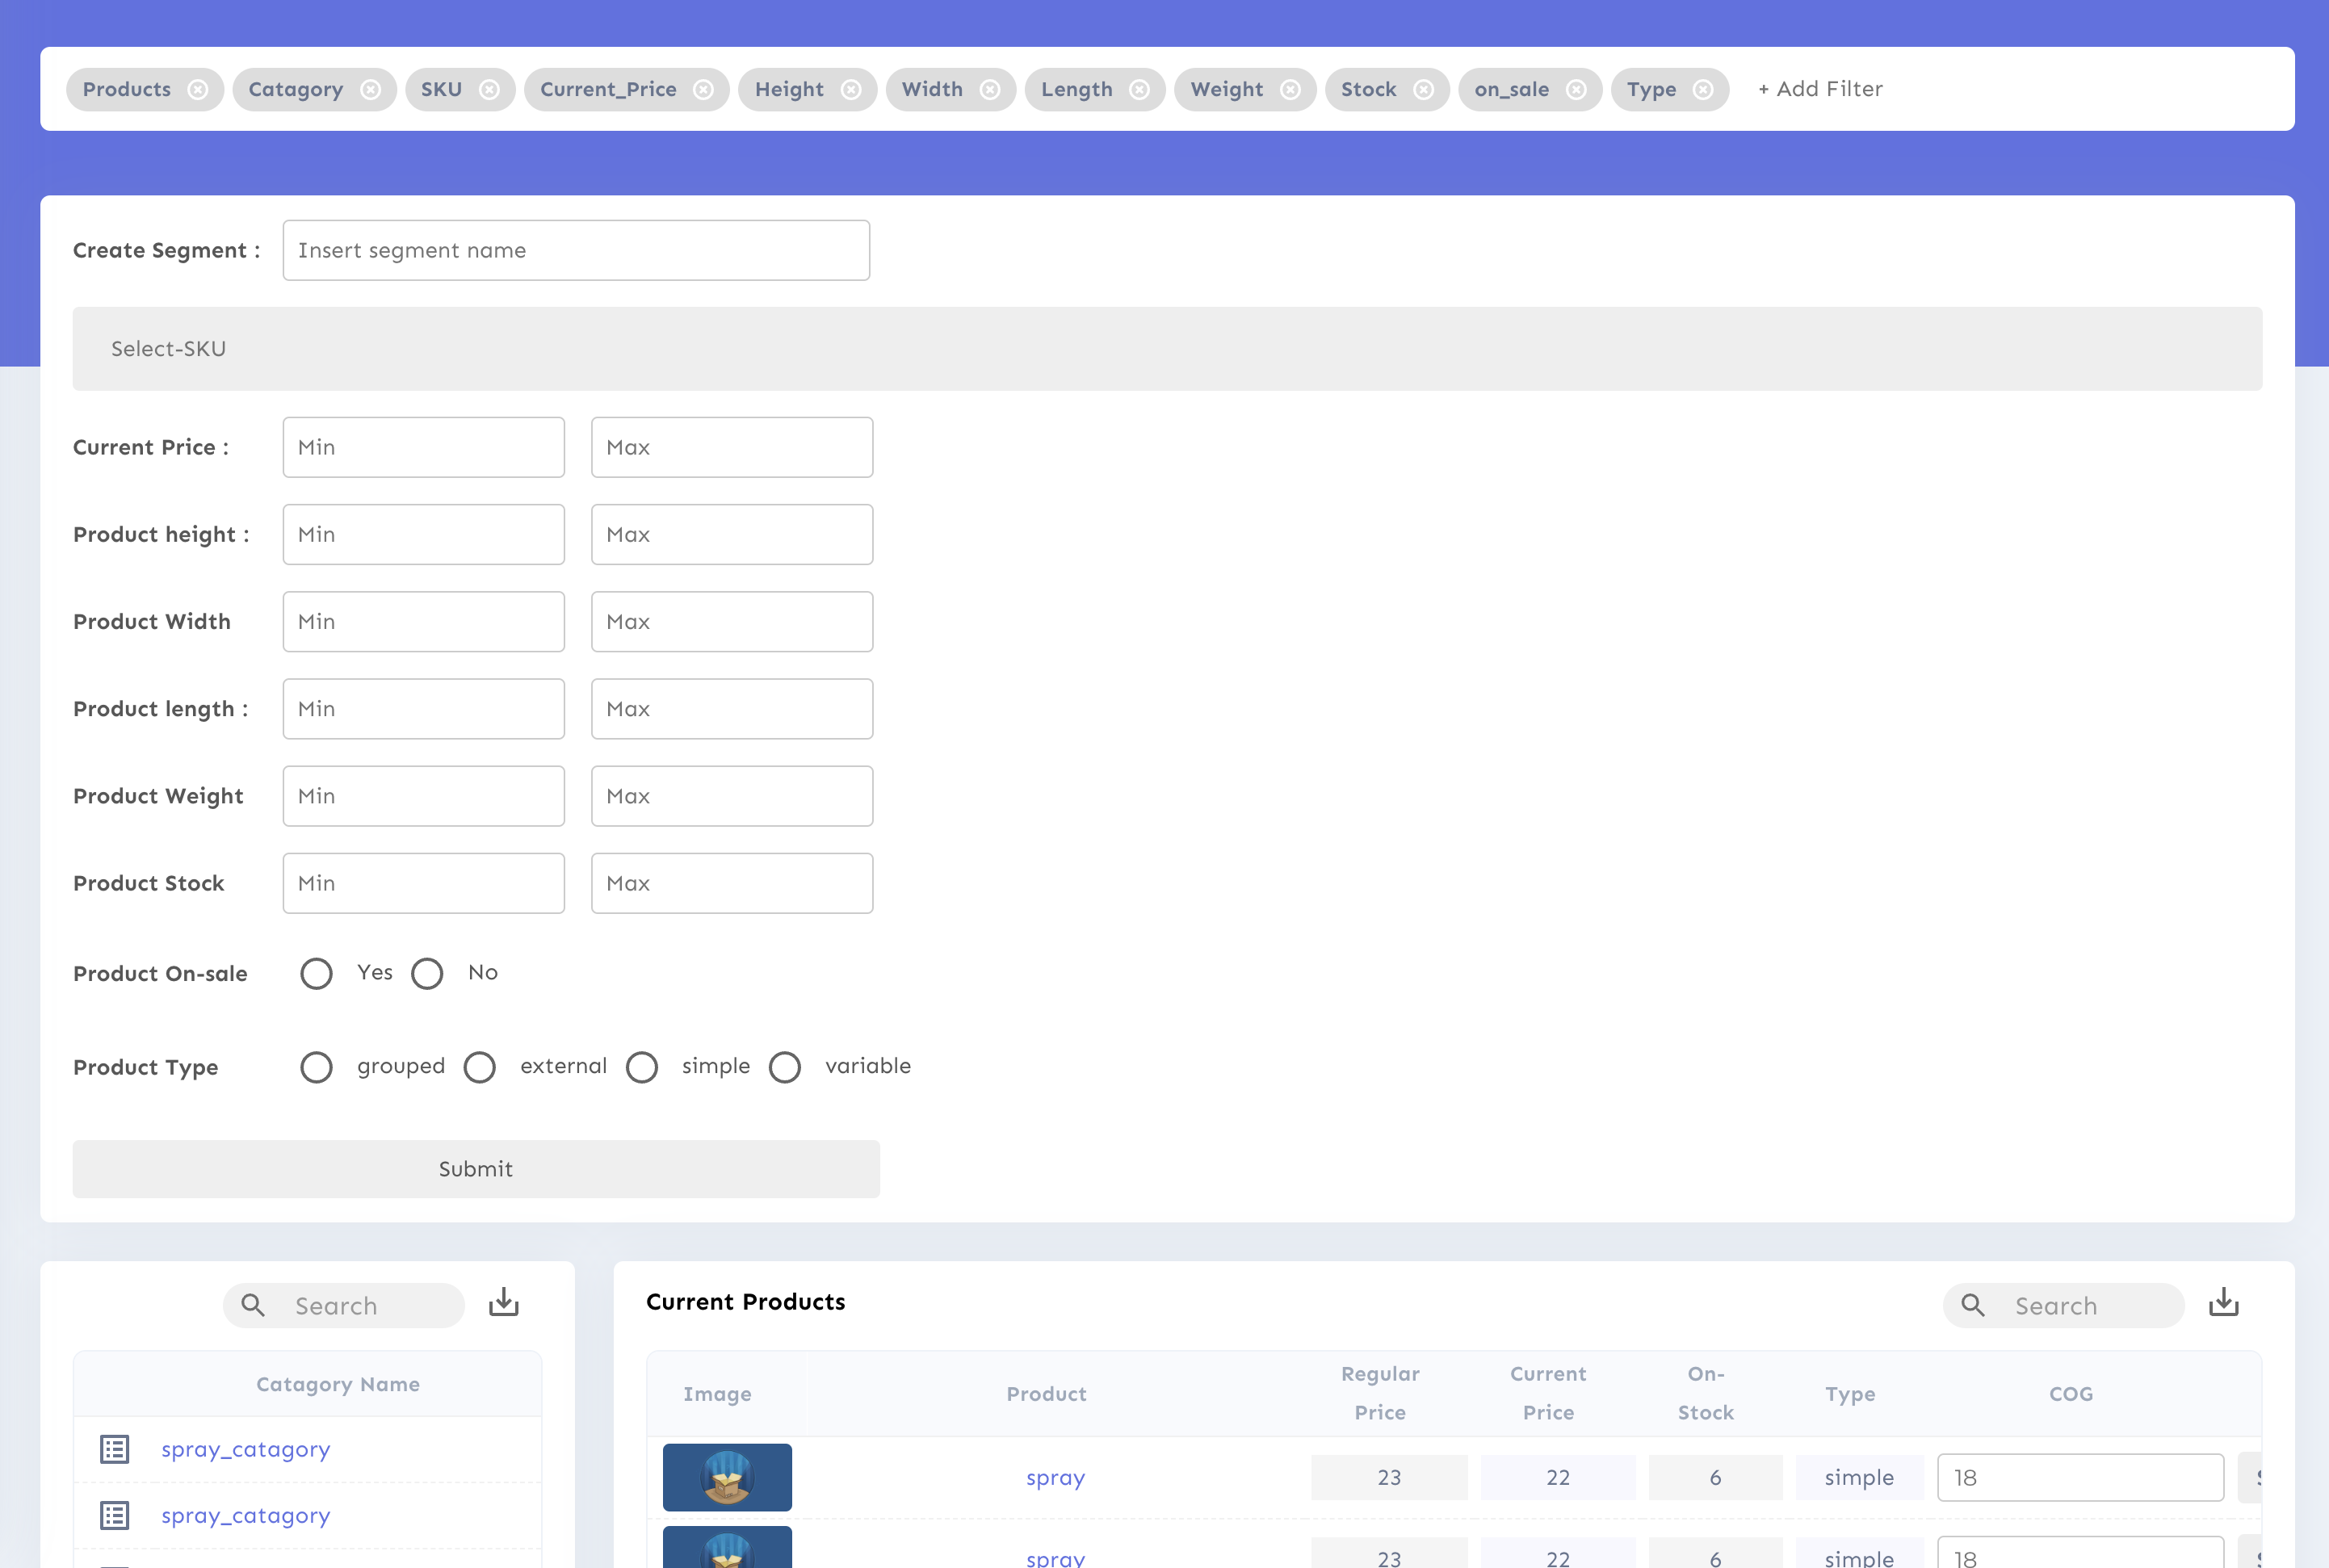 Products Catagory SKU Current_Price Height Width Length Weight Stock on_sale Type + Add Filter
Create Segment : Insert segment name
Select-SKU
Current Price : Min Max
Product height : Min Max
Product Width Min Max
Product length : Min Max
Product Weight Min Max
Product Stock Min Max
Product On-sale Yes No
Product Type grouped external simple variable
Submit
Search
Catagory Name
spray_catagory
spray_catagory
Current Products Search
Image Product Regular Price Current Price On-Stock Type COG
spray 23 22 6 simple 18
spray 23 22 6 simple 18